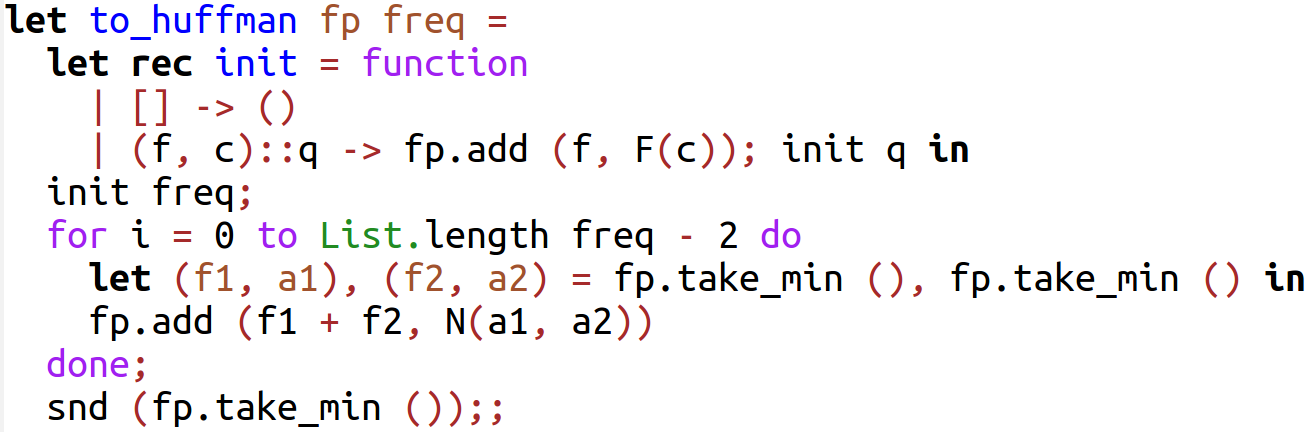 let to_huffman fp freq =
  let rec init = function
    | [] -> ()
    | (f, c)::q -> fp.add (f, F(c)); init q in
  init freq;
  for i = 0 to List.length freq - 2 do
    let (f1, a1), (f2, a2) = fp.take_min (), fp.take_min () in
    fp.add (f1 + f2, N(a1, a2))
  done;
  snd (fp.take_min ());;